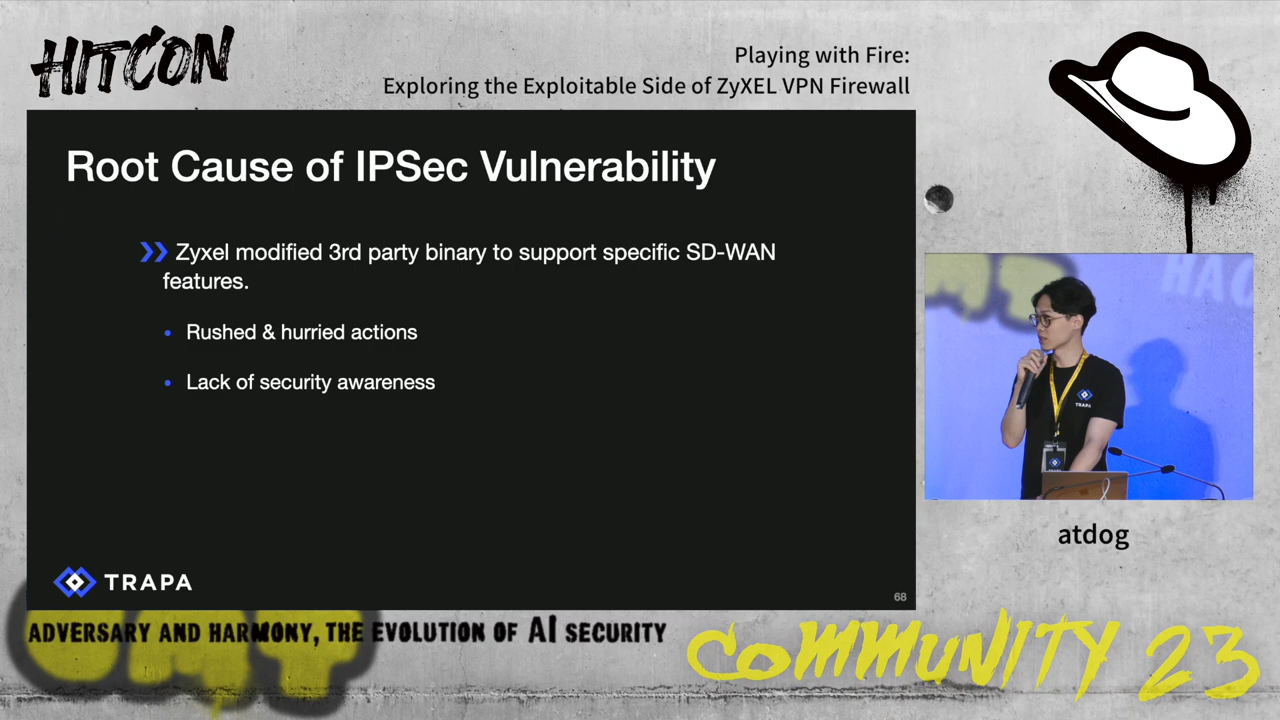 HITCON
Playing with Fire:
Exploring the Exploitable Side of ZyXEL VPN Firewall
Root Cause of IPSec Vulnerability
Zyxel modified 3rd party binary to support specific SD-WAN
features.
• Rushed & hurried actions
• Lack of security awareness
TRAPA
68
HAC
TRAPA
atdog
ADVERSARY AND HARMONY, THE EVOLUTION OF AI SECURITY
COMMUNITY 23